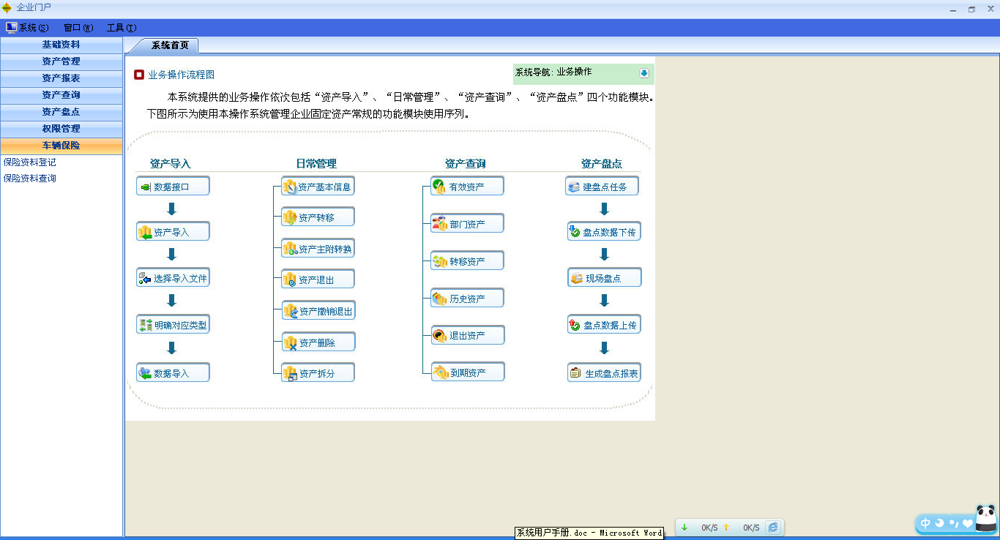 企业门户
系统(S) 窗口(W) 工具(T)
基础资料
资产管理
资产报表
资产查询
资产盘点
权限管理
车辆保险
保险资料登记
保险资料查询
系统首页
业务操作流程图
系统导航: 业务操作
本系统提供的业务操作依次包括“资产导入”、“日常管理”、“资产查询”、“资产盘点”四个功能模块。
下图所示为使用本操作系统管理企业固定资产常规的功能模块使用序列。
资产导入
数据接口
资产导入
选择导入文件
明确对应类型
数据导入
日常管理
资产基本信息
资产转移
资产主附转换
资产退出
资产撤销退出
资产删除
资产拆分
资产查询
有效资产
部门资产
转移资产
历史资产
退出资产
到期资产
资产盘点
建盘点任务
盘点数据下传
现场盘点
盘点数据上传
生成盘点报表
系统用户手册.doc - Microsoft Word
0K/S 0K/S
中